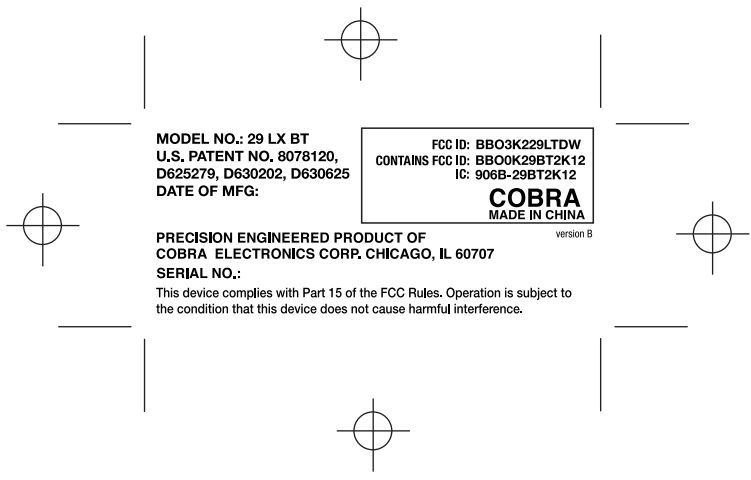 MODEL NO.: 29 LX BT
U.S. PATENT NO. 8078120,
D625279, D630202, D630625
DATE OF MFG:
FCC ID: BBO3K229LTDW
CONTAINS FCC ID: BBO0K29BT2K12
IC: 906B-29BT2K12
COBRA
MADE IN CHINA
version B
PRECISION ENGINEERED PRODUCT OF
COBRA ELECTRONICS CORP. CHICAGO, IL 60707
SERIAL NO.:
This device complies with Part 15 of the FCC Rules. Operation is subject to
the condition that this device does not cause harmful interference.